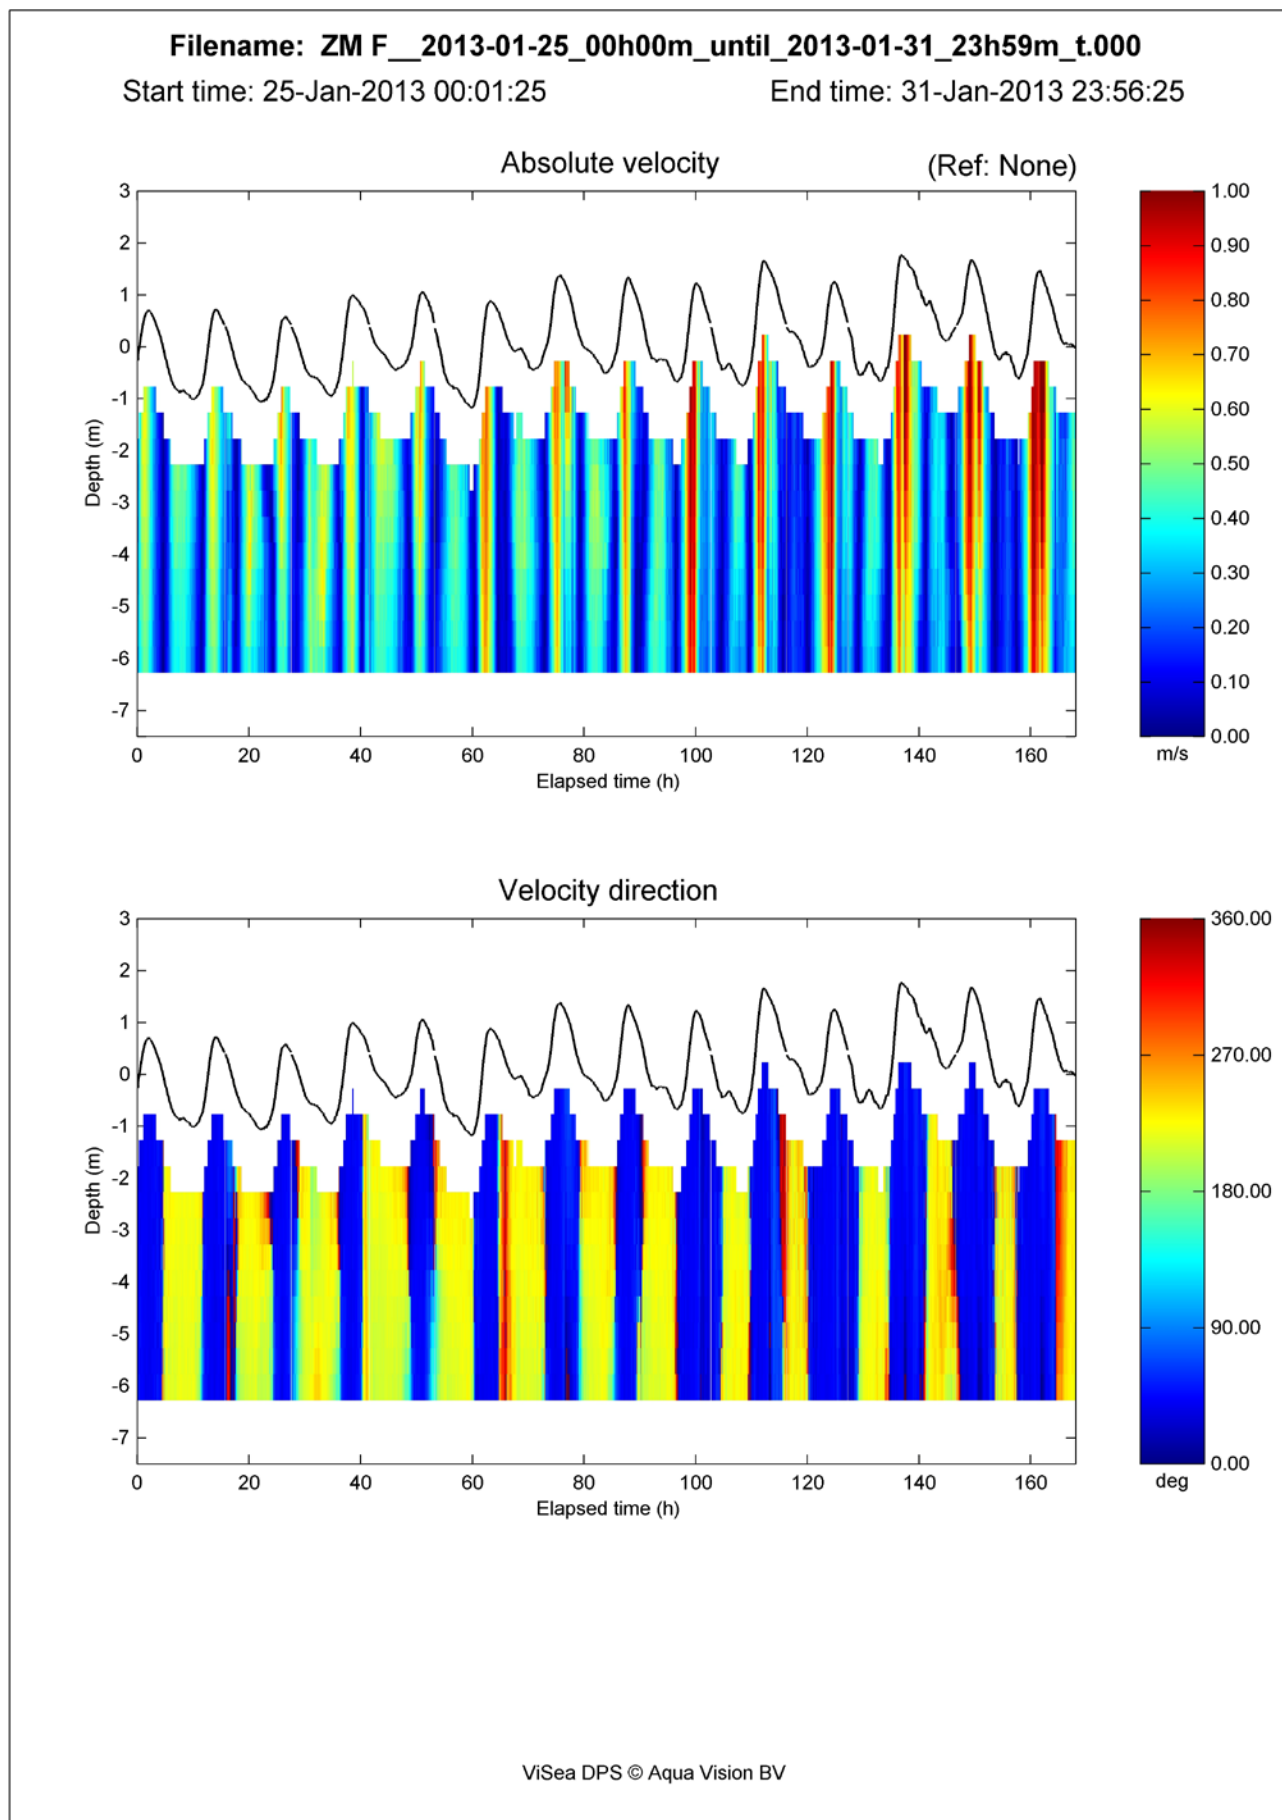 Filename: ZM F__2013-01-25_00h00m_until_2013-01-31_23h59m_t.000
Start time: 25-Jan-2013 00:01:25 End time: 31-Jan-2013 23:56:25
Absolute velocity (Ref: None)
3
2
1
0
-1
-2
-3
-4
-5
-6
-7
Depth (m)
0 20 40 60 80 100 120 140 160
Elapsed time (h)
1.00
0.90
0.80
0.70
0.60
0.50
0.40
0.30
0.20
0.10
0.00
m/s
Velocity direction
3
2
1
0
-1
-2
-3
-4
-5
-6
-7
Depth (m)
0 20 40 60 80 100 120 140 160
Elapsed time (h)
360.00
270.00
180.00
90.00
0.00
deg
ViSea DPS © Aqua Vision BV